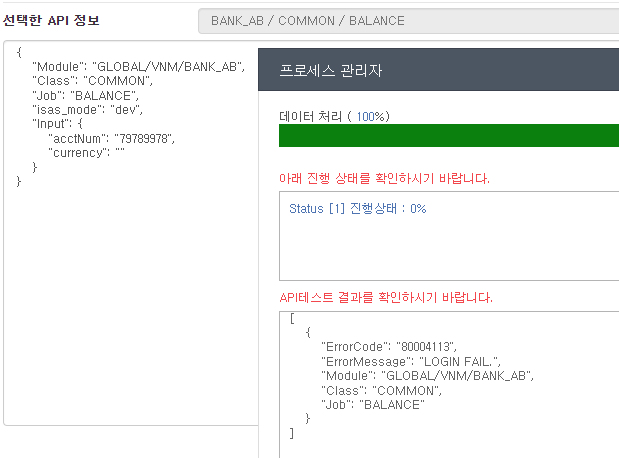 선택한 API 정보
BANK_AB / COMMON / BALANCE
{
"Module": "GLOBAL/VNM/BANK_AB",
"Class": "COMMON",
"Job": "BALANCE",
"isas_mode": "dev",
"Input": {
"acctNum": "79789978",
"currency": ""
}
}
프로세스 관리자
데이터 처리 ( 100%)
아래 진행 상태를 확인하시기 바랍니다.
Status [1] 진행상태 : 0%
API테스트 결과를 확인하시기 바랍니다.
[
{
"ErrorCode": "80004113",
"ErrorMessage": "LOGIN FAIL.",
"Module": "GLOBAL/VNM/BANK_AB",
"Class": "COMMON",
"Job": "BALANCE"
}
]